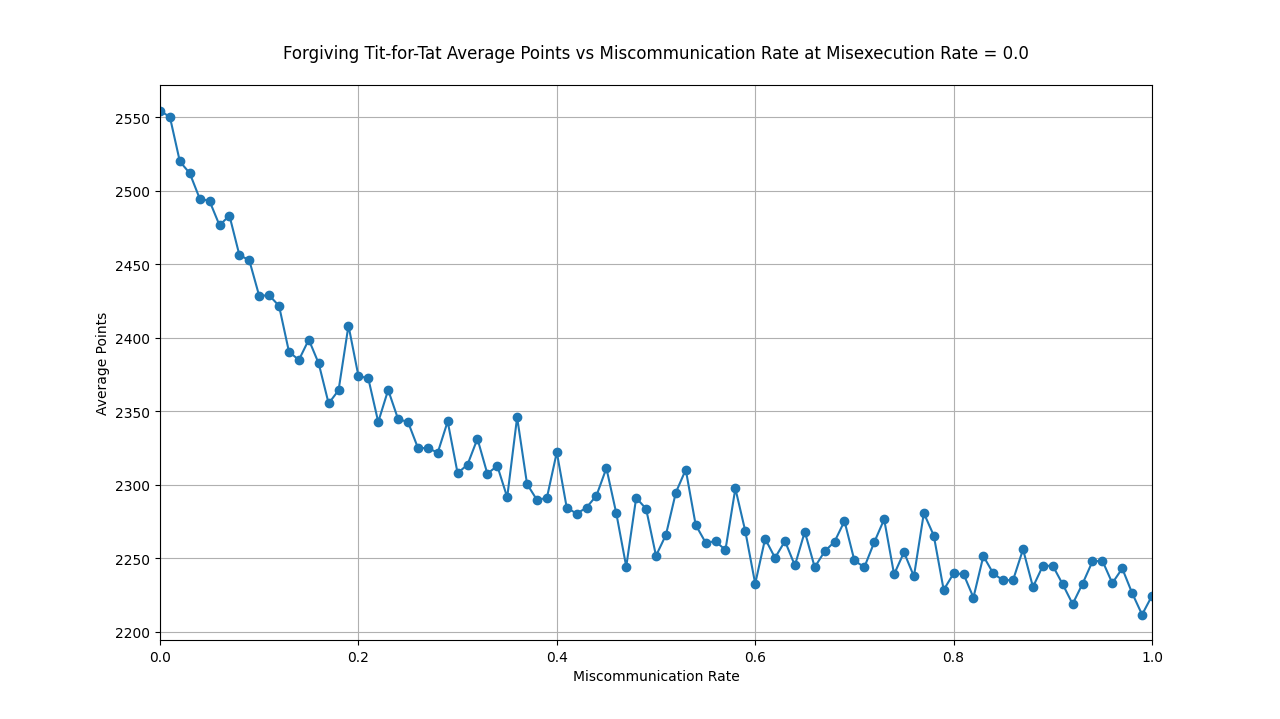 Forgiving Tit-for-Tat Average Points vs Miscommunication Rate at Misexecution Rate = 0.0
2550
2500
2450
2400
2350
2300
2250
2200
Average Points
0.0 0.2 0.4 0.6 0.8 1.0
Miscommunication Rate